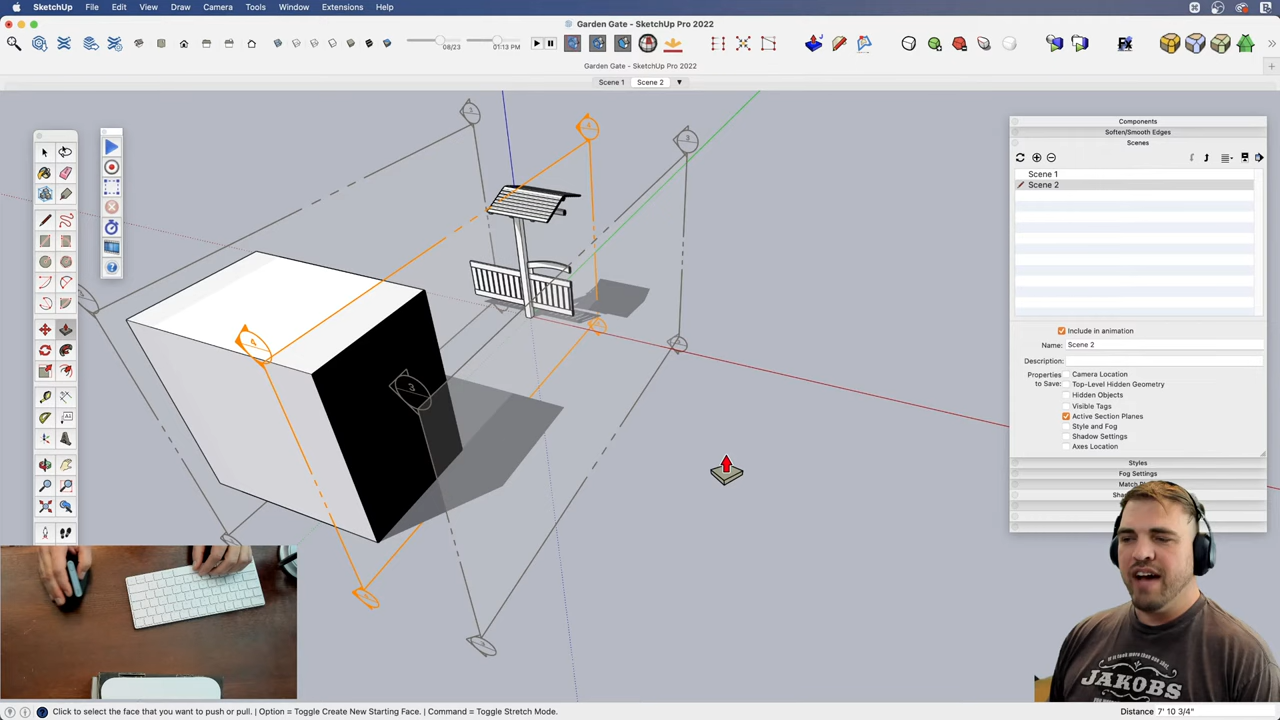 SketchUp File Edit View Draw Camera Tools Window Extensions Help
Garden Gate - SketchUp Pro 2022
08/23 01:13 PM
Garden Gate - SketchUp Pro 2022
Scene 1 Scene 2
Components
Soften/Smooth Edges
Scenes
Scene 1
Scene 2
Include in animation
Name: Scene 2
Description:
Properties to Save:
Camera Location
Top-Level Hidden Geometry
Hidden Objects
Visible Tags
Active Section Planes
Style and Fog
Shadow Settings
Axes Location
Styles
Fog Settings
Match
3
4
3
JAKOBS
Click to select the face that you want to push or pull. | Option = Toggle Create New Starting Face. | Command = Toggle Stretch Mode.
Distance 7' 10 3/4"